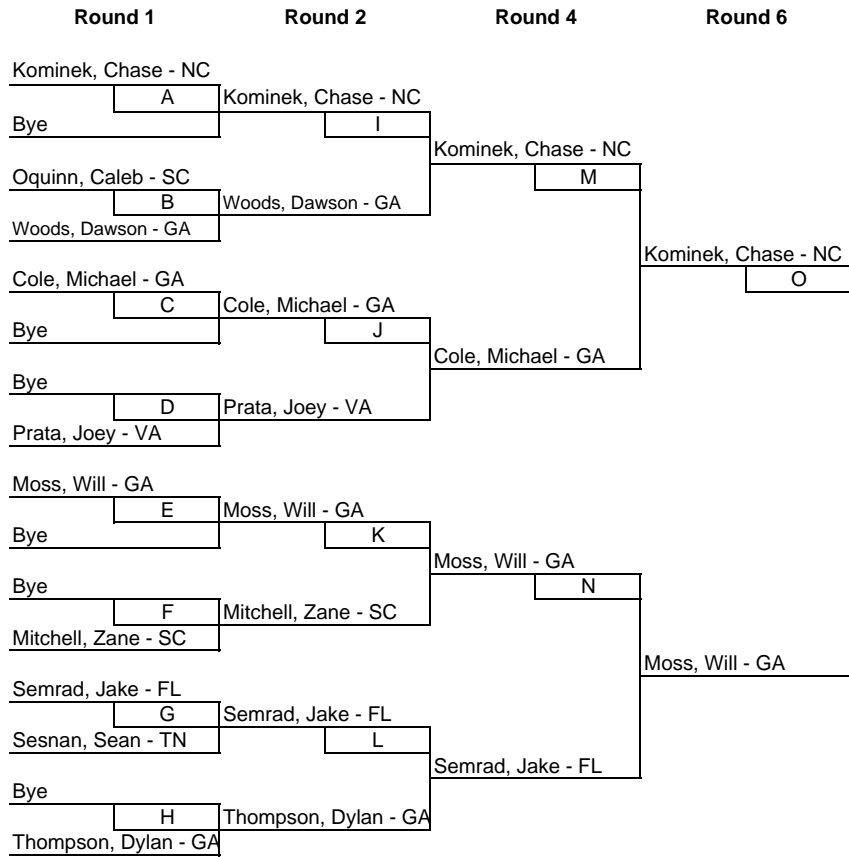 Round 1 Round 2 Round 4 Round 6
Kominek, Chase - NC
A Kominek, Chase - NC
Bye I
Kominek, Chase - NC
Oquinn, Caleb - SC M
B Woods, Dawson - GA
Woods, Dawson - GA
Kominek, Chase - NC
Cole, Michael - GA O
C Cole, Michael - GA
Bye J
Cole, Michael - GA
Bye
D Prata, Joey - VA
Prata, Joey - VA
Moss, Will - GA
E Moss, Will - GA
Bye K
Moss, Will - GA
Bye N
F Mitchell, Zane - SC
Mitchell, Zane - SC
Moss, Will - GA
Semrad, Jake - FL
G Semrad, Jake - FL
Sesnan, Sean - TN L
Semrad, Jake - FL
Bye
H Thompson, Dylan - GA
Thompson, Dylan - GA